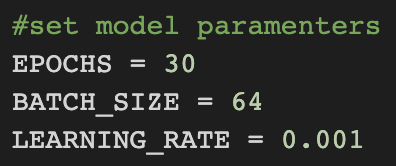 #set model paramenters
EPOCHS = 30
BATCH_SIZE = 64
LEARNING_RATE = 0.001